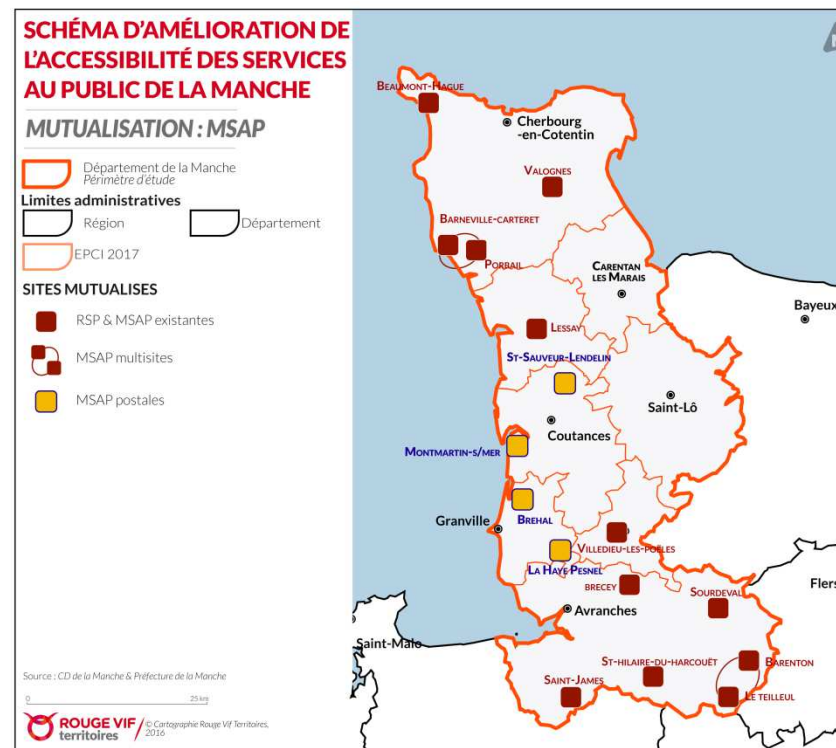 SCHÉMA D'AMÉLIORATION DE
L'ACCESSIBILITÉ DES SERVICES
AU PUBLIC DE LA MANCHE
MUTUALISATION : MSAP
Département de la Manche
Périmètre d'étude
Limites administratives
Région
Département
EPCI 2017
SITES MUTUALISES
RSP & MSAP existantes
MSAP multisites
MSAP postales
Source : CD de la Manche & Préfecture de la Manche
0
25 km
ROUGE VIF
territoires
© Cartographie Rouge Vif Territoires,
2016
BEAUMONT-HAGUE
Cherbourg
-en-Cotentin
VALOGNES
BARNEVILLE-CARTERET
PORBAIL
CARENTAN
LES MARAIS
Bayeux
LESSAY
ST-SAUVEUR-LENDELIN
Saint-Lô
Coutances
MONTMARTIN-S/MER
BREHAL
Granville
VILLEDIEU-LES-POËLES
LA HAYE PESNEL
BRECEY
SOURDEVAL
Flers
Avranches
Saint-Malo
ST-HILAIRE-DU-HARCOUËT
BARENTON
SAINT-JAMES
LE TEILLEUL